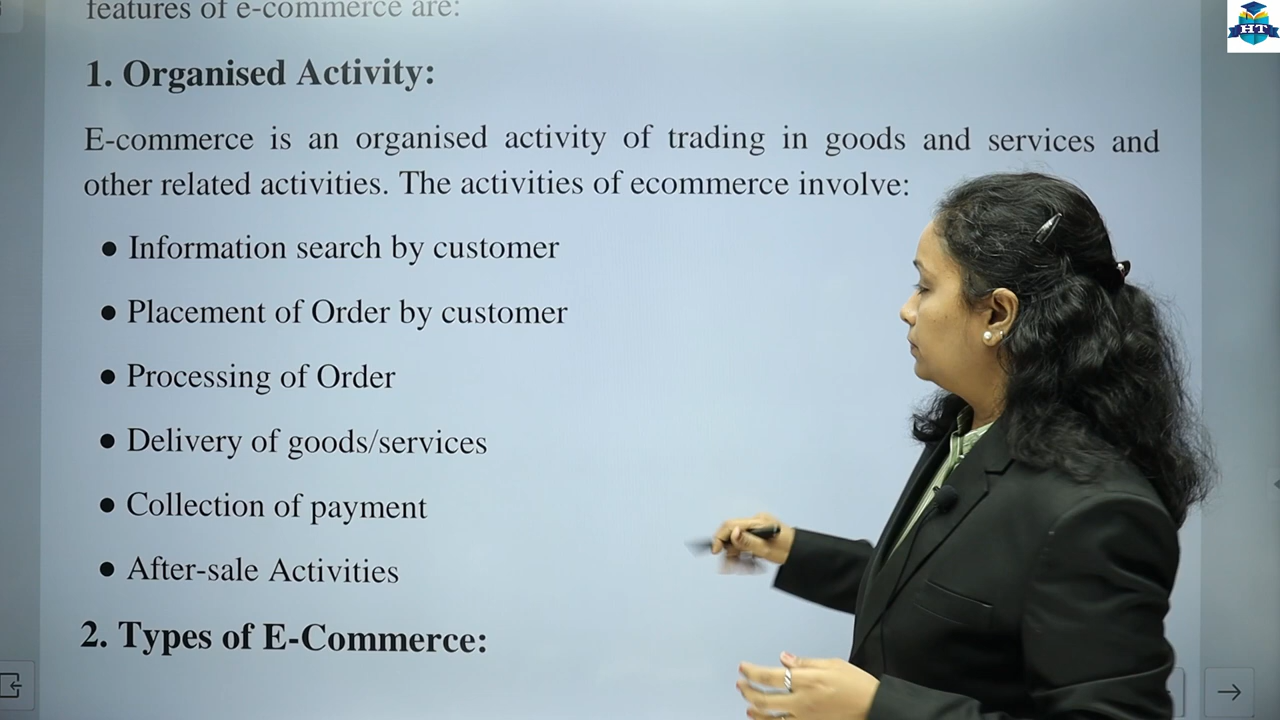 features of e-commerce are:
1. Organised Activity:
E-commerce is an organised activity of trading in goods and services and
other related activities. The activities of ecommerce involve:
● Information search by customer
● Placement of Order by customer
● Processing of Order
● Delivery of goods/services
● Collection of payment
● After-sale Activities
2. Types of E-Commerce:
HT